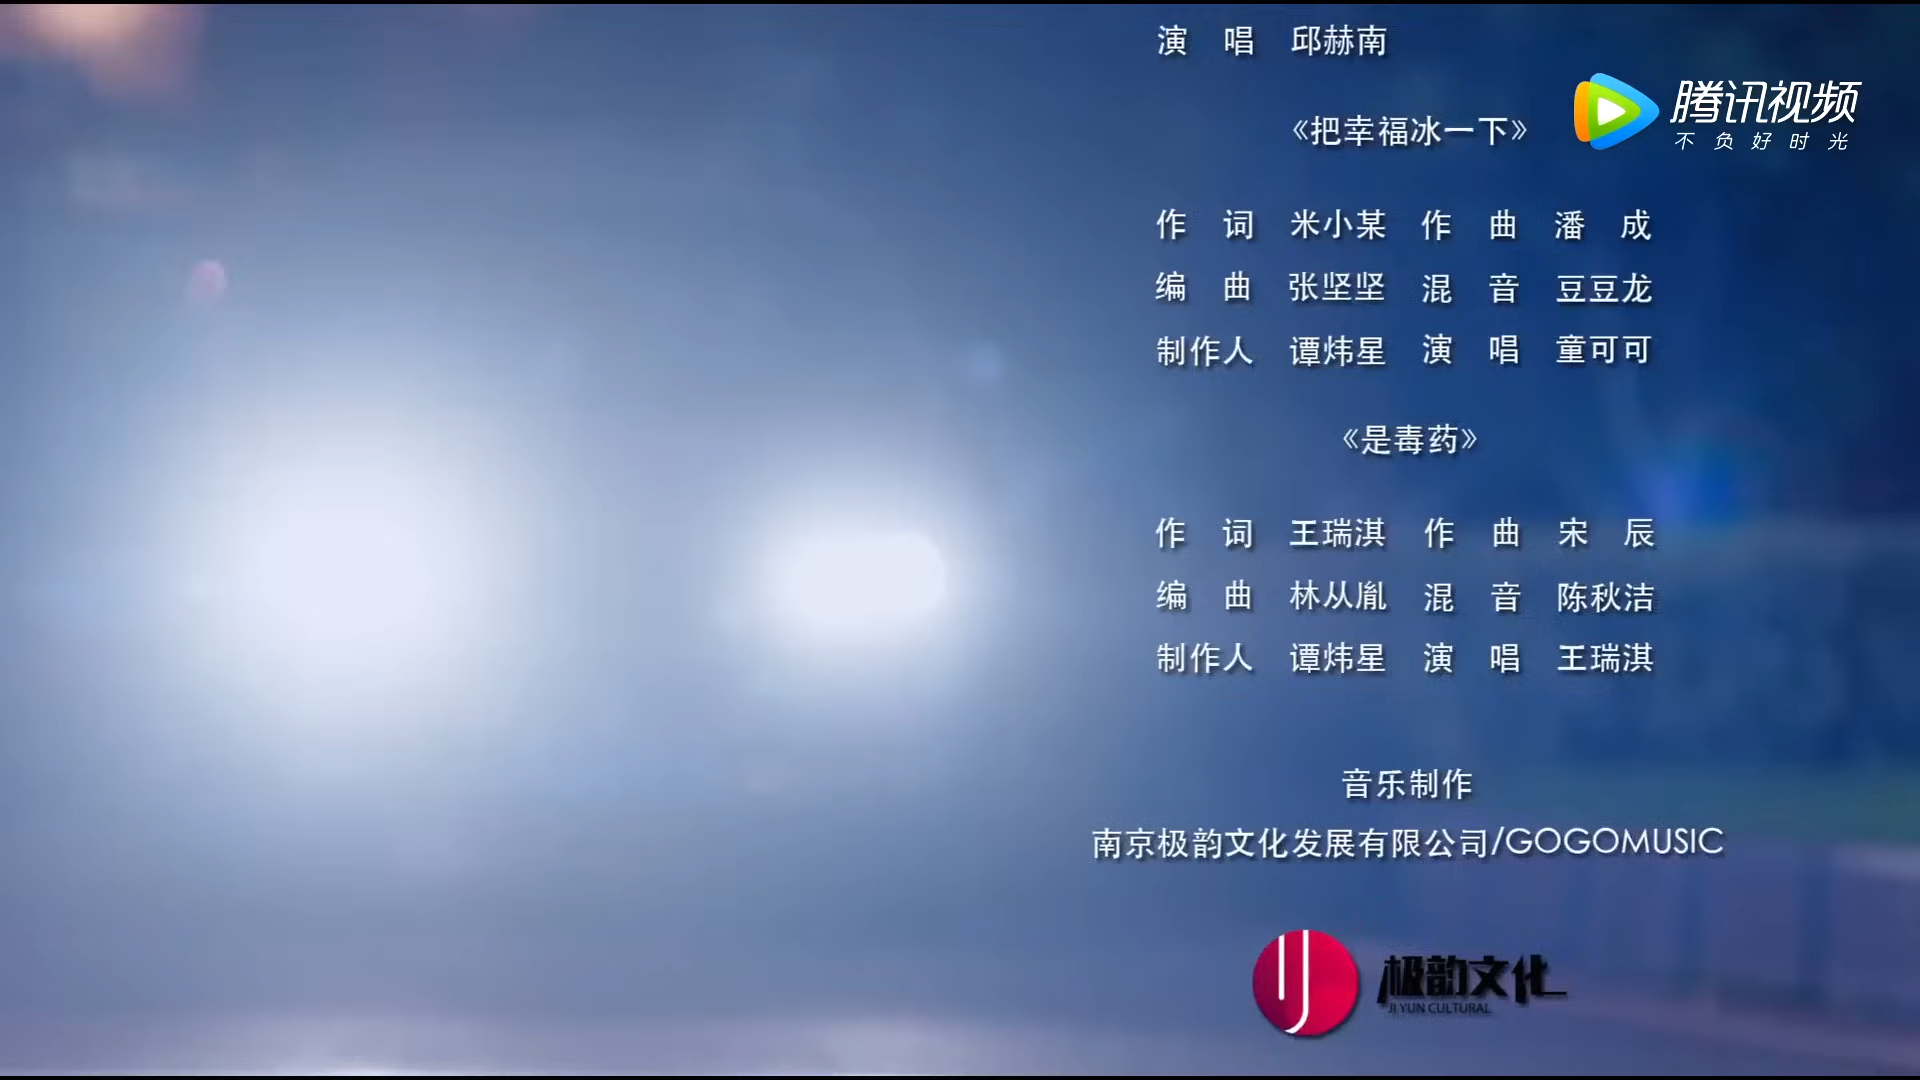 演 唱 邱赫南
腾讯视频
不负好时光
《把幸福冰一下》
作 词 米小某 作 曲 潘 成
编 曲 张坚坚 混 音 豆豆龙
制作人 谭炜星 演 唱 童可可
《是毒药》
作 词 王瑞淇 作 曲 宋 辰
编 曲 林从胤 混 音 陈秋洁
制作人 谭炜星 演 唱 王瑞淇
音乐制作
南京极韵文化发展有限公司/GOGOMUSIC
极韵文化
JI YUN CULTURAL